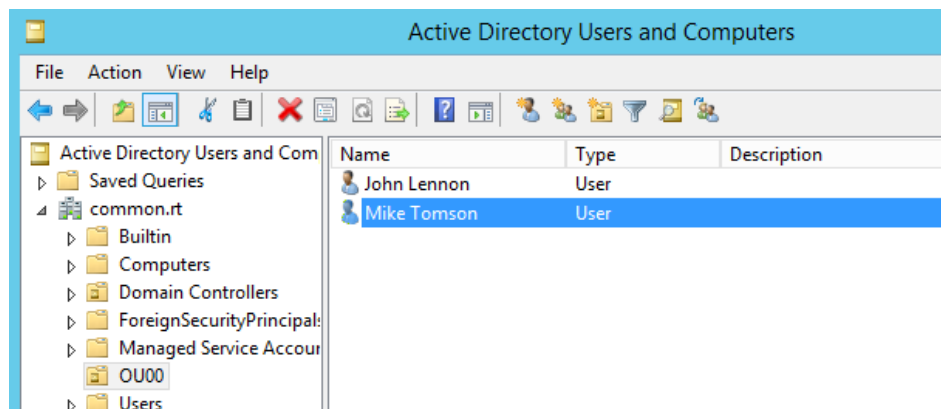 Active Directory Users and Computers
File Action View Help
Active Directory Users and Com
Name Type Description
Saved Queries
John Lennon User
common.rt
Mike Tomson User
Builtin
Computers
Domain Controllers
ForeignSecurityPrincipals
Managed Service Accour
OU00
Users